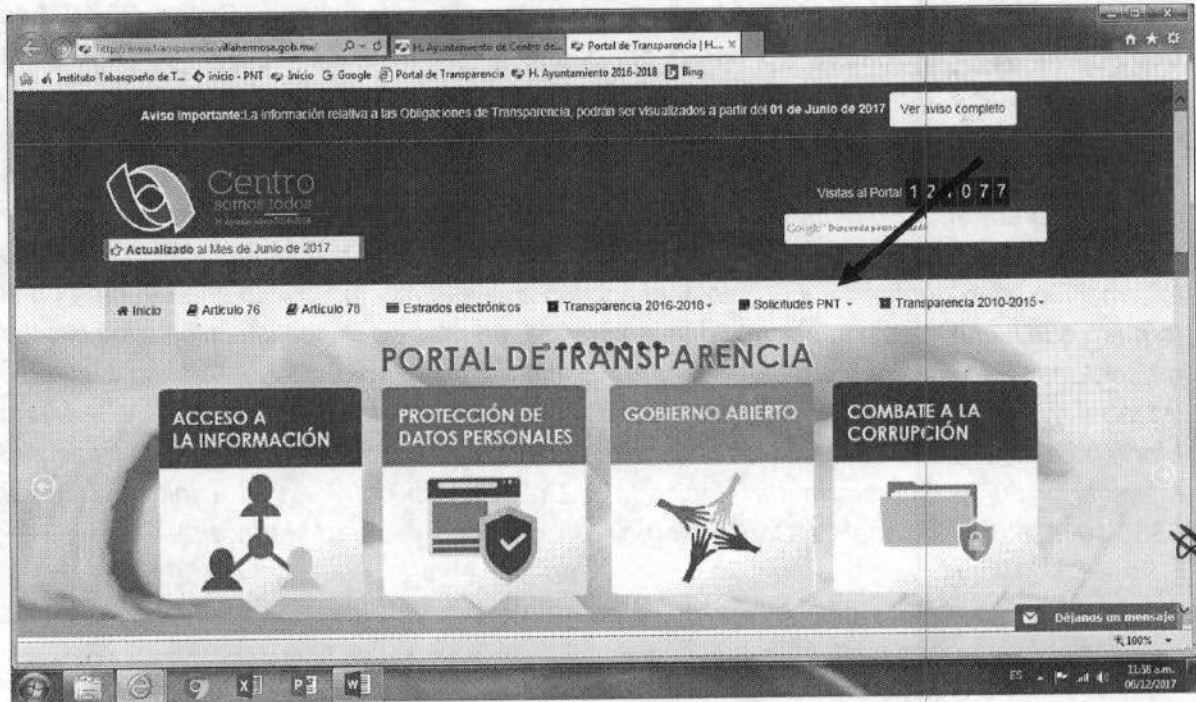 http://www.transparencia.villahermosa.gob.mx/
H. Ayuntamiento de Centro de...
Portal de Transparencia | H...
Instituto Tabasqueño de T...
inicio - PNT
Inicio
Google
Portal de Transparencia
H. Ayuntamiento 2016-2018
Bing
Aviso Importante:La información relativa a las Obligaciones de Transparencia, podrán ser visualizados a partir del 01 de Junio de 2017
Ver aviso completo
Centro
somos todos
Visitas al Portal 12,077
Google
Actualizado al Mes de Junio de 2017
Inicio
Artículo 76
Artículo 78
Estrados electrónicos
Transparencia 2016-2018
Solicitudes PNT
Transparencia 2010-2015
PORTAL DE TRANSPARENCIA
ACCESO A
LA INFORMACIÓN
PROTECCIÓN DE
DATOS PERSONALES
GOBIERNO ABIERTO
COMBATE A LA
CORRUPCIÓN
Déjanos un mensaje
100%
ES
11:58 a.m.
06/12/2017